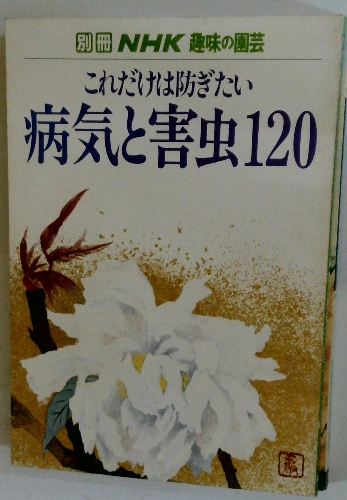 別冊 NHK 趣味の園芸
これだけは防ぎたい
病気と害虫120